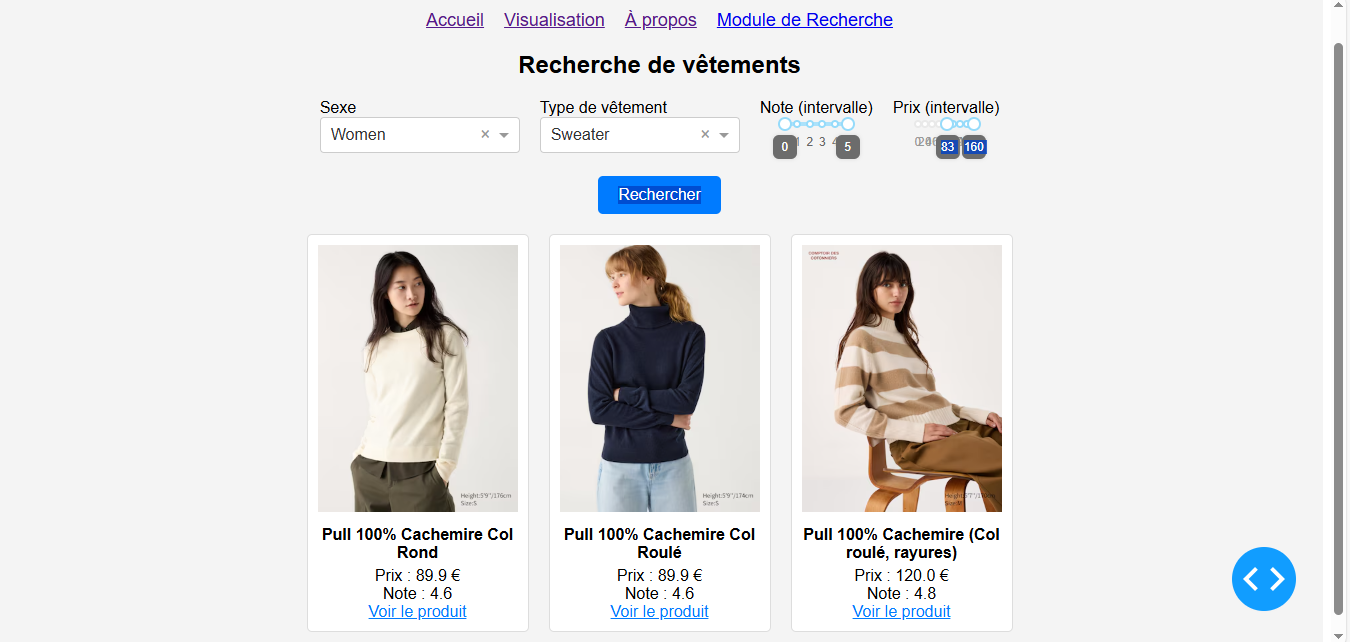 Accueil Visualisation À propos Module de Recherche
Recherche de vêtements
Sexe Type de vêtement Note (intervalle) Prix (intervalle)
Women × Sweater ×
2 3
0 5 83 160
Rechercher
COMPTOIR DES
COTONNIERS
Height:5'9"/176cm
Size:S
Height:5'9"/174cm
Size:S
Pull 100% Cachemire Col
Rond
Prix : 89.9 €
Note : 4.6
Voir le produit
Pull 100% Cachemire Col
Roulé
Prix : 89.9 €
Note : 4.6
Voir le produit
Pull 100% Cachemire (Col
roulé, rayures)
Prix : 120.0 €
Note : 4.8
Voir le produit